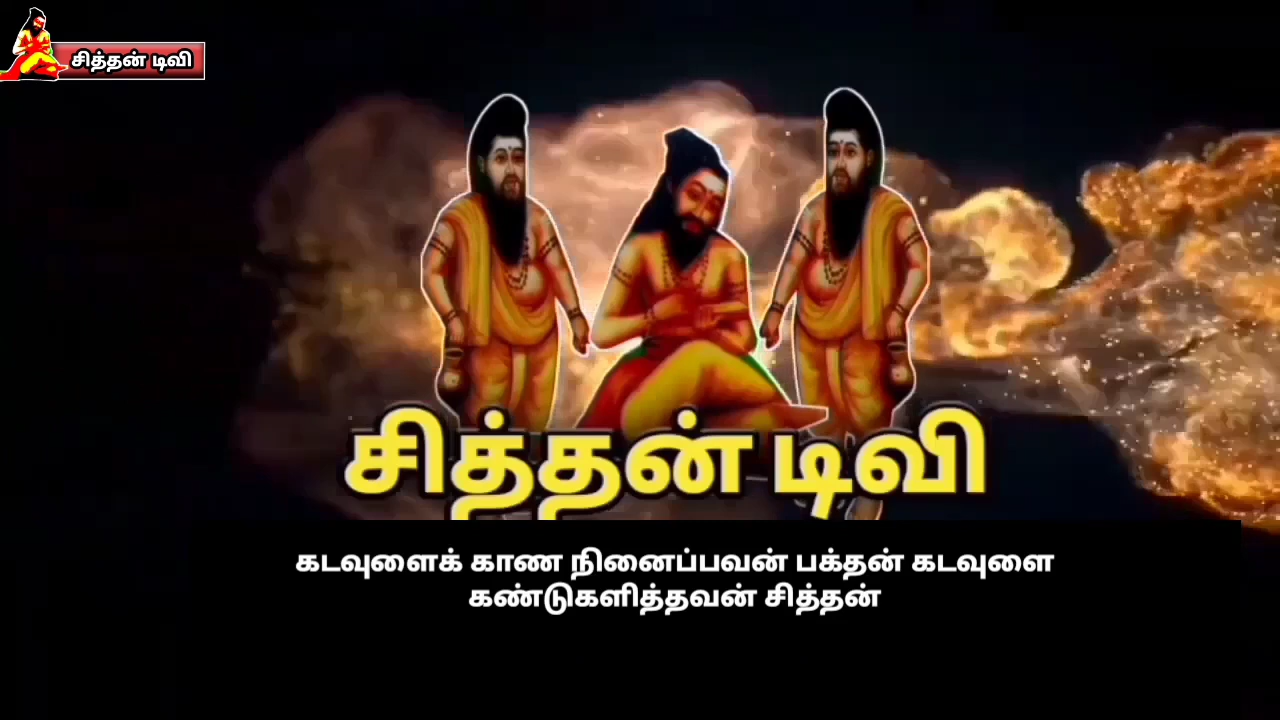 சித்தன் டிவி
சித்தன் டிவி
கடவுளைக் காண நினைப்பவன் பக்தன் கடவுளை
கண்டுகளித்தவன் சித்தன்